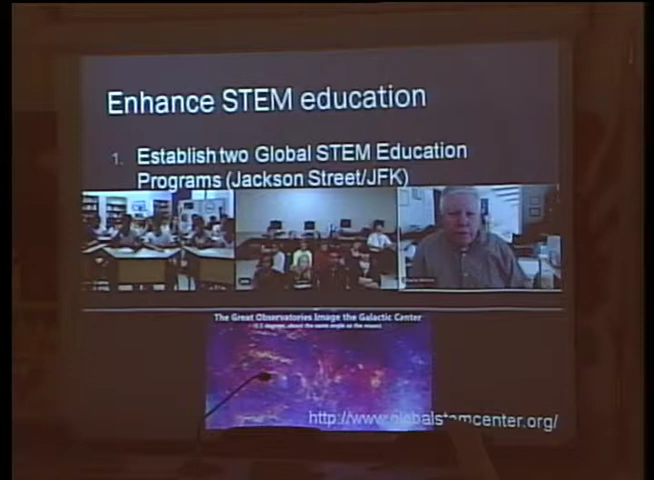 Enhance STEM education
1. Establish two Global STEM Education
Programs (Jackson Street/JFK)
The Great Observatories Image the Galactic Center
http://www.globalstemcenter.org/